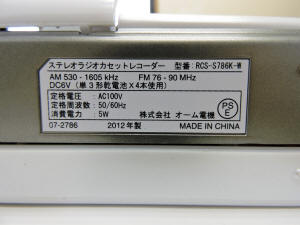 ステレオラジオカセットレコーダー 型番: RCS-S786K-W
AM 530 - 1605 kHz FM 76 - 90 MHz
DC6V (単3形乾電池X4本使用)
定格電圧 : AC100V
定格周波数 : 50/60Hz
消費電力 : 5W 株式会社 オーム電機
PSE
07-2786 2012年製 MADE IN CHINA